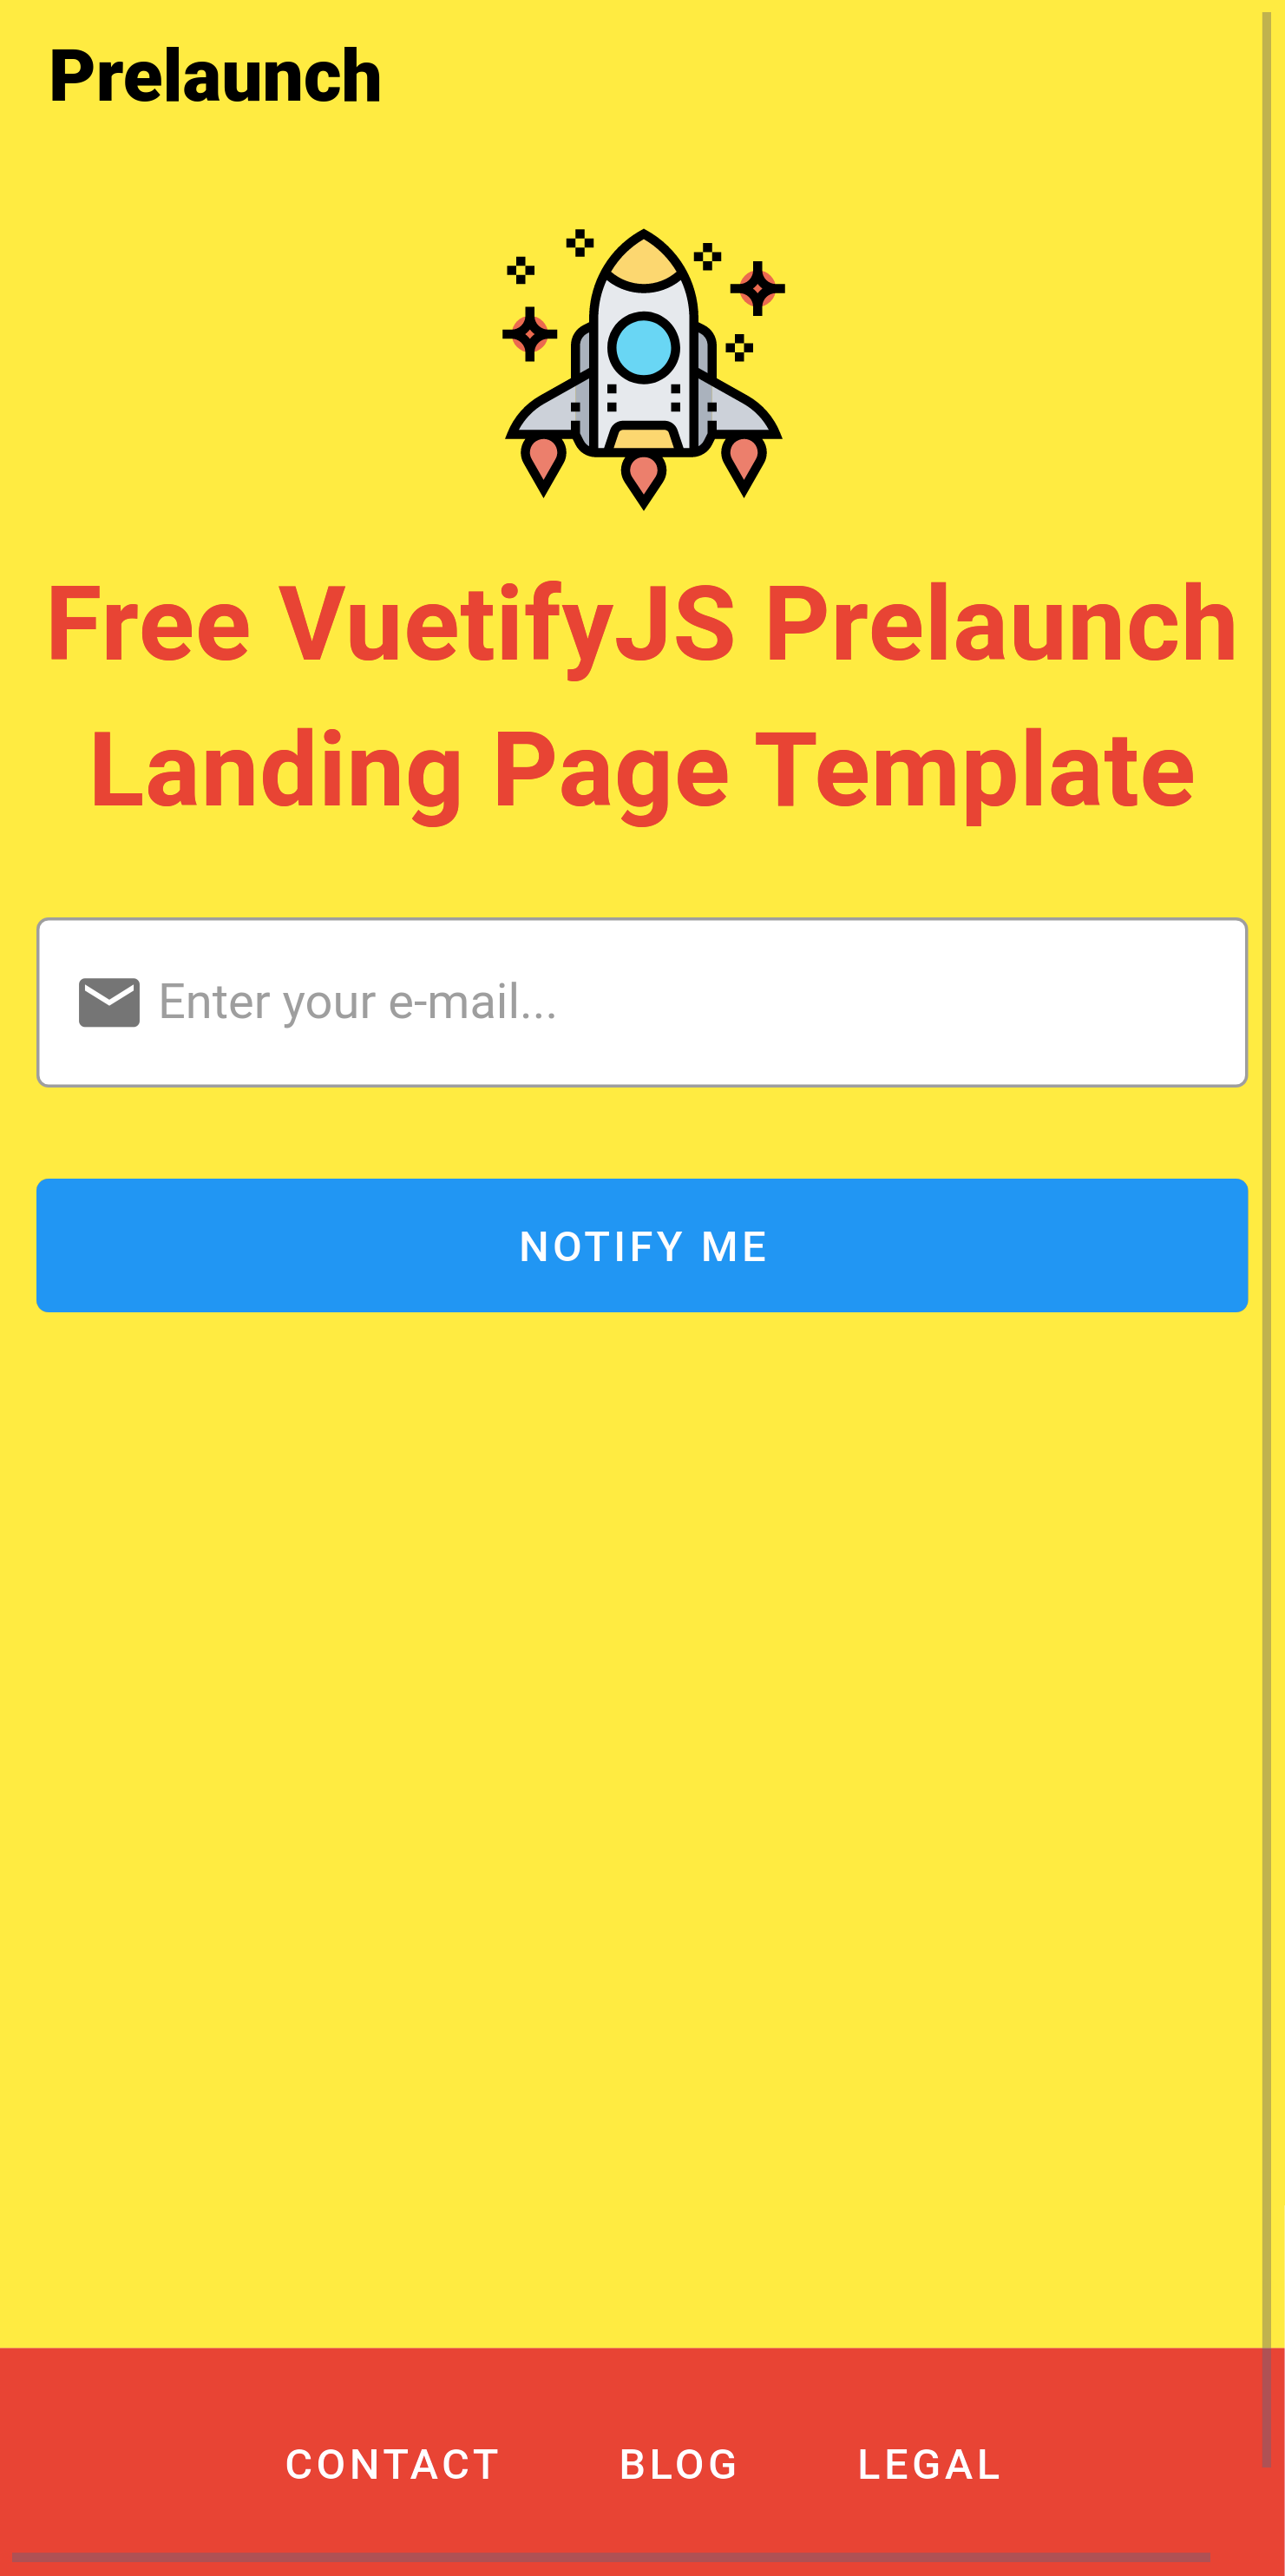 Prelaunch
Free VuetifyJS Prelaunch
Landing Page Template
Enter your e-mail...
NOTIFY ME
CONTACT BLOG LEGAL